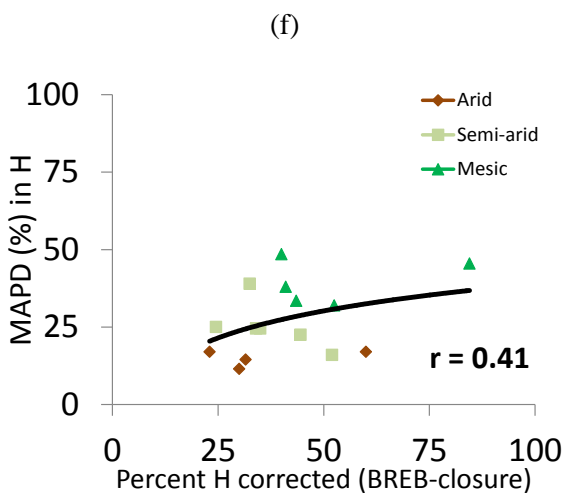 (f)
100
Arid
Semi-arid
75
Mesic
MAPD (%) in H
50
25
r = 0.41
0
0 25 50 75 100
Percent H corrected (BREB-closure)